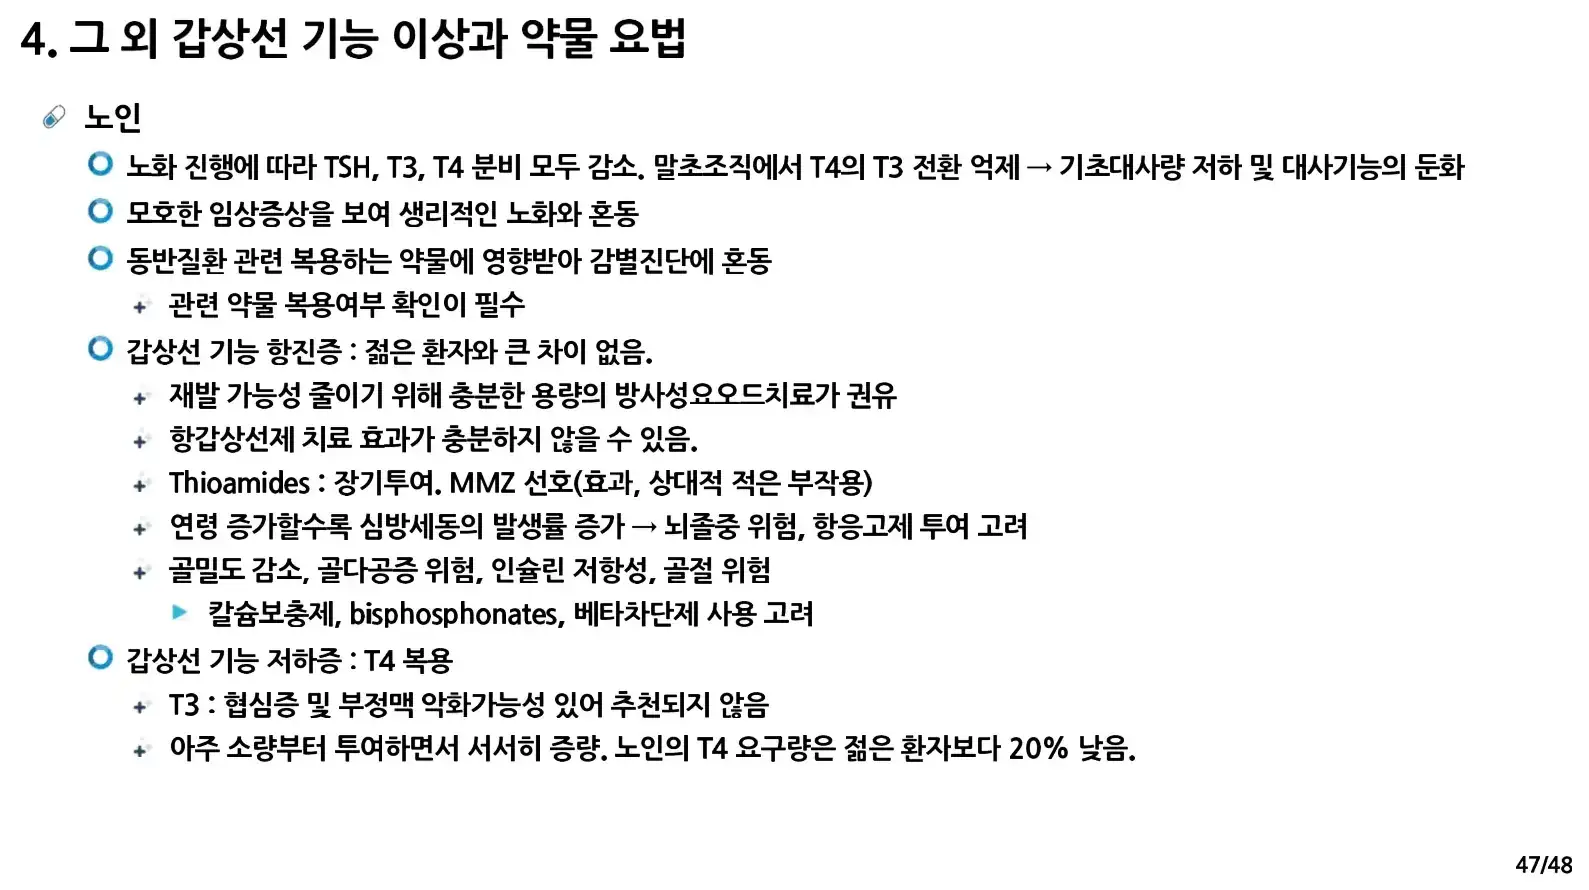 4. 그 외 갑상선 기능 이상과 약물 요법
노인
노화 진행에 따라 TSH, T3, T4 분비 모두 감소. 말초조직에서 T4의 T3 전환 억제 → 기초대사량 저하 및 대사기능의 둔화
모호한 임상증상을 보여 생리적인 노화와 혼동
동반질환 관련 복용하는 약물에 영향받아 감별진단에 혼동
관련 약물 복용여부 확인이 필수
갑상선 기능 항진증 : 젊은 환자와 큰 차이 없음.
재발 가능성 줄이기 위해 충분한 용량의 방사성요오드치료가 권유
항갑상선제 치료 효과가 충분하지 않을 수 있음.
Thioamides : 장기투여. MMZ 선호(효과, 상대적 적은 부작용)
연령 증가할수록 심방세동의 발생률 증가 → 뇌졸중 위험, 항응고제 투여 고려
골밀도 감소, 골다공증 위험, 인슐린 저항성, 골절 위험
칼슘보충제, bisphosphonates, 베타차단제 사용 고려
갑상선 기능 저하증 : T4 복용
T3 : 협심증 및 부정맥 악화가능성 있어 추천되지 않음
아주 소량부터 투여하면서 서서히 증량. 노인의 T4 요구량은 젊은 환자보다 20% 낮음.
47/48